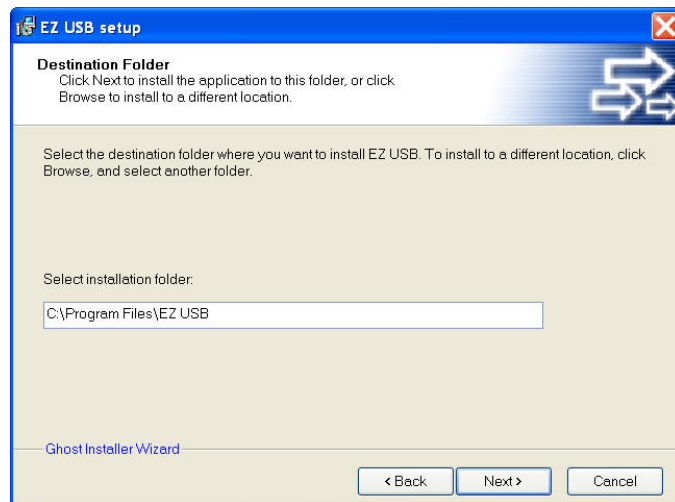 EZ USB setup
Destination Folder
Click Next to install the application to this folder, or click
Browse to install to a different location.
Select the destination folder where you want to install EZ USB. To install to a different location, click
Browse, and select another folder.
Select installation folder:
C:\Program Files\EZ USB
Ghost Installer Wizard
< Back Next > Cancel